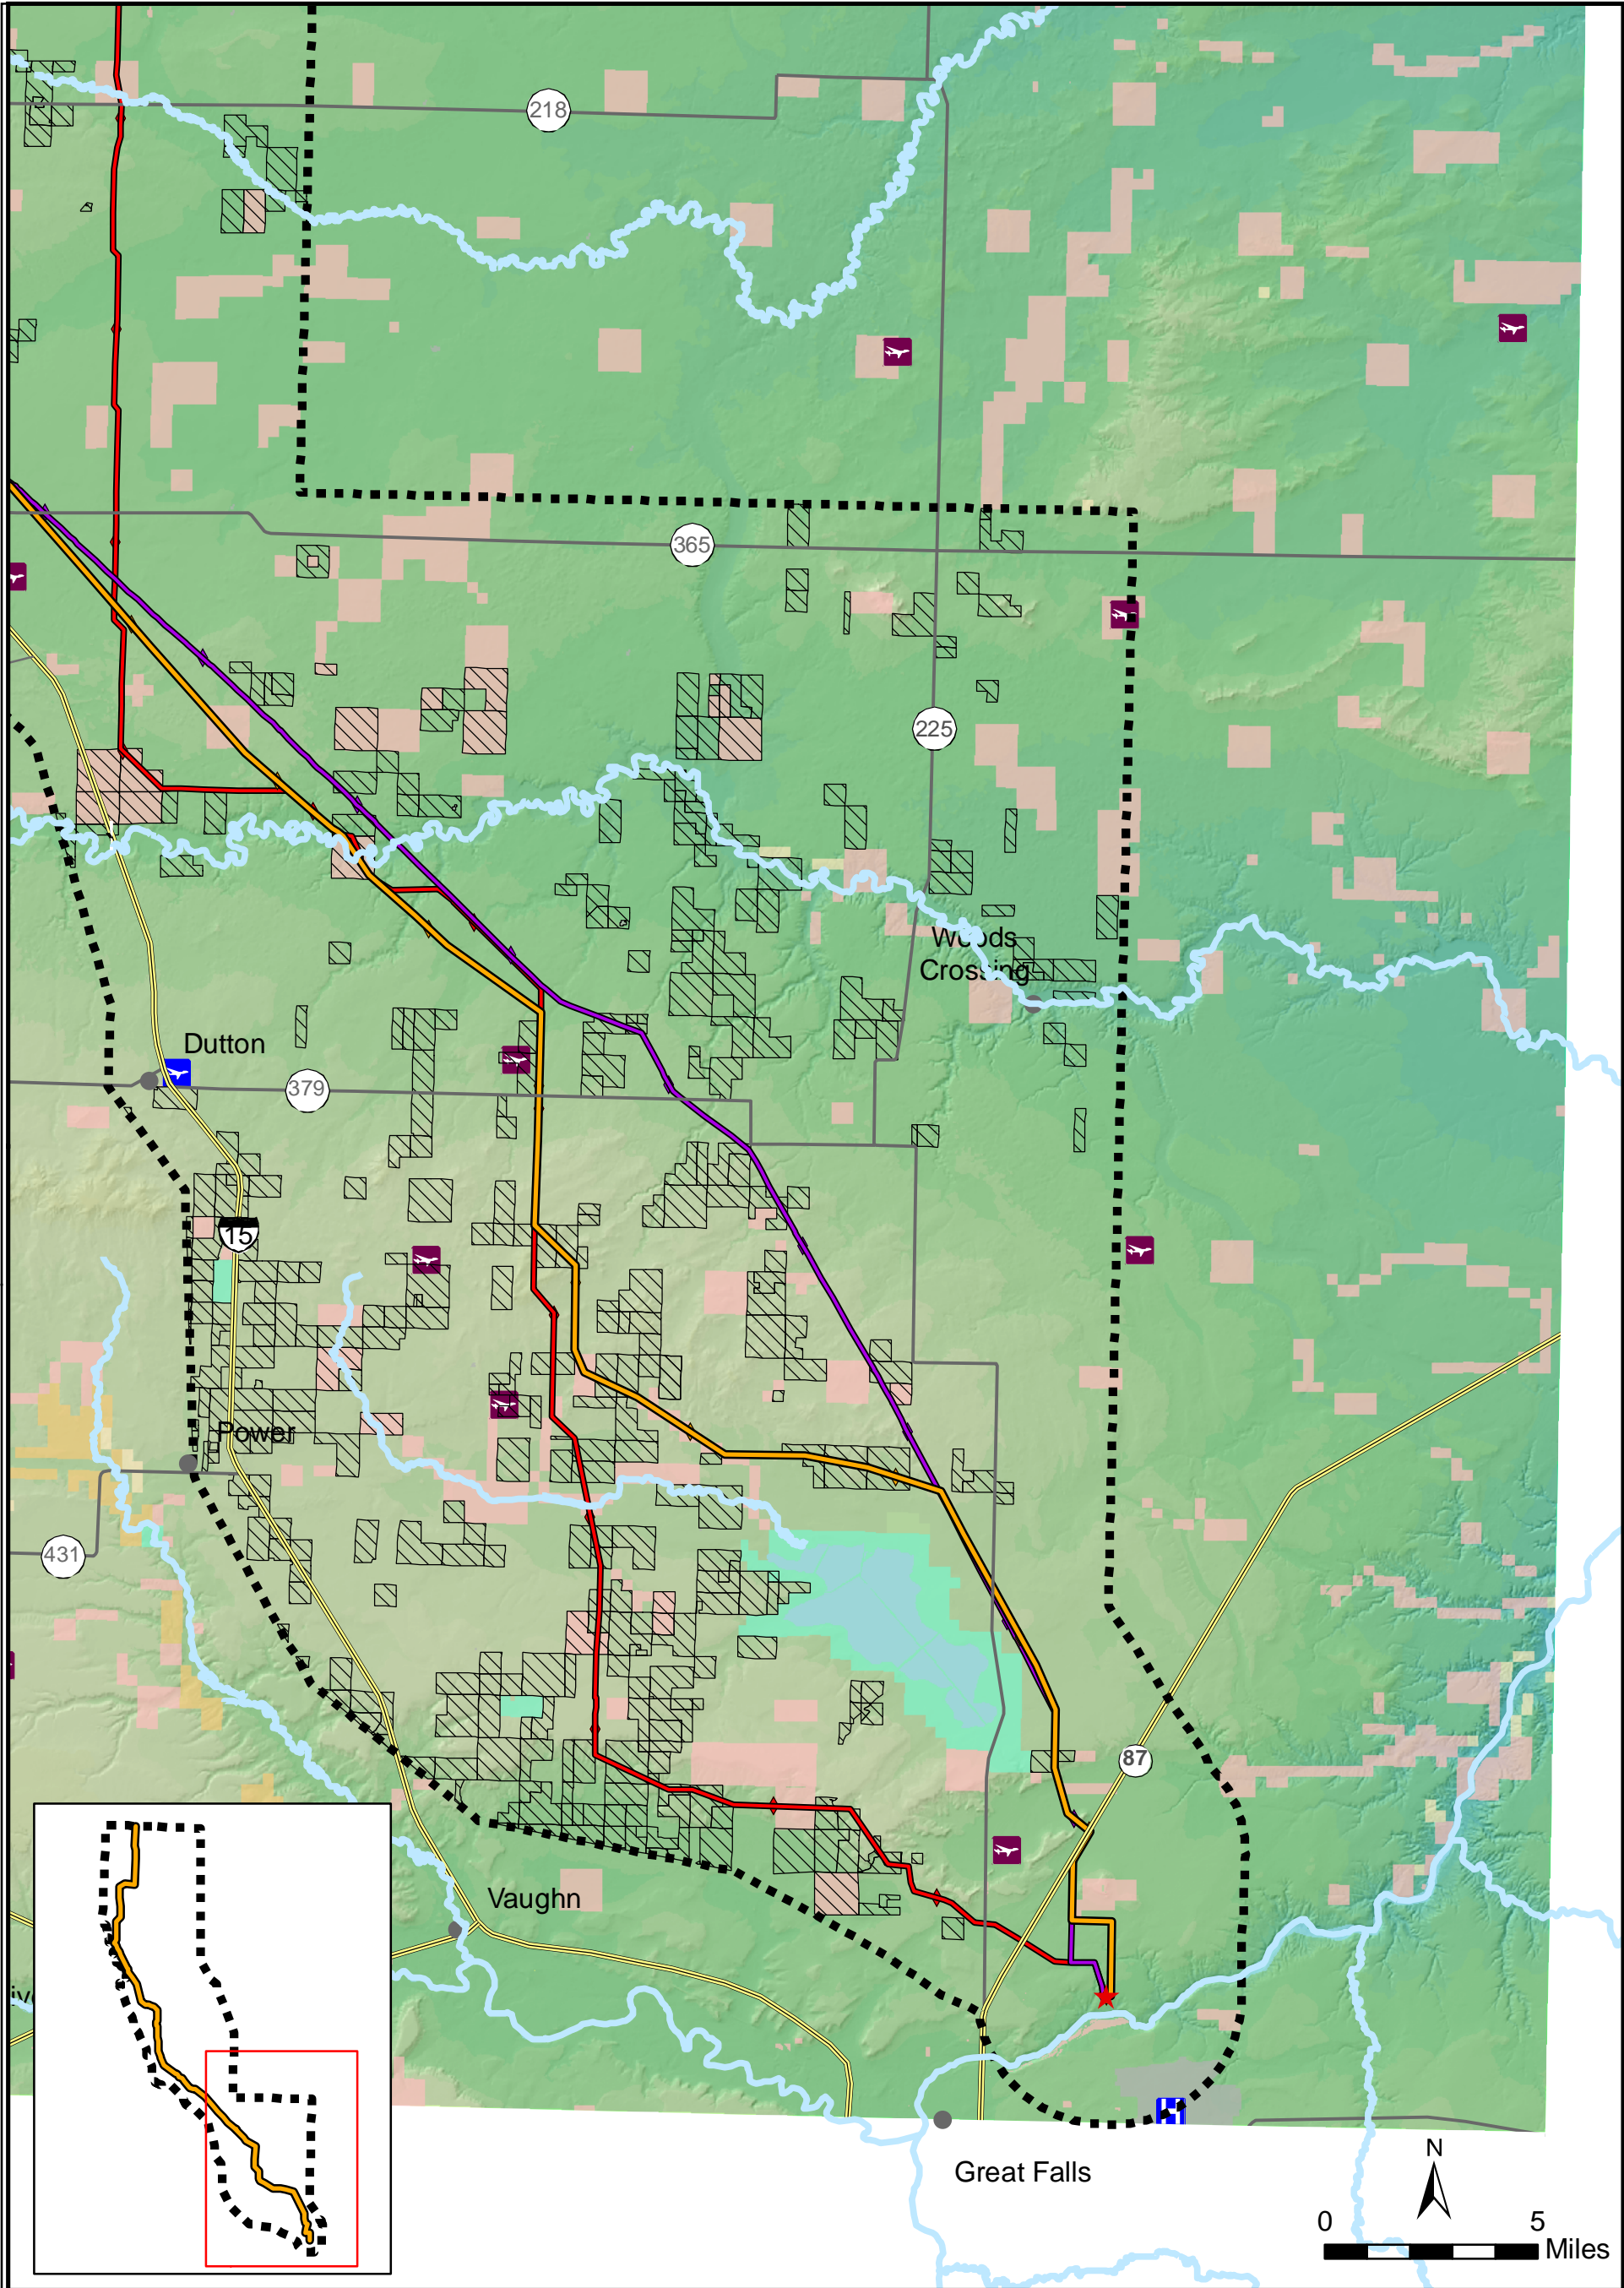 218
365
225
Woods
Crossing
Dutton
379
15
Power
431
87
Vaughn
Great Falls
N
0 5
Miles